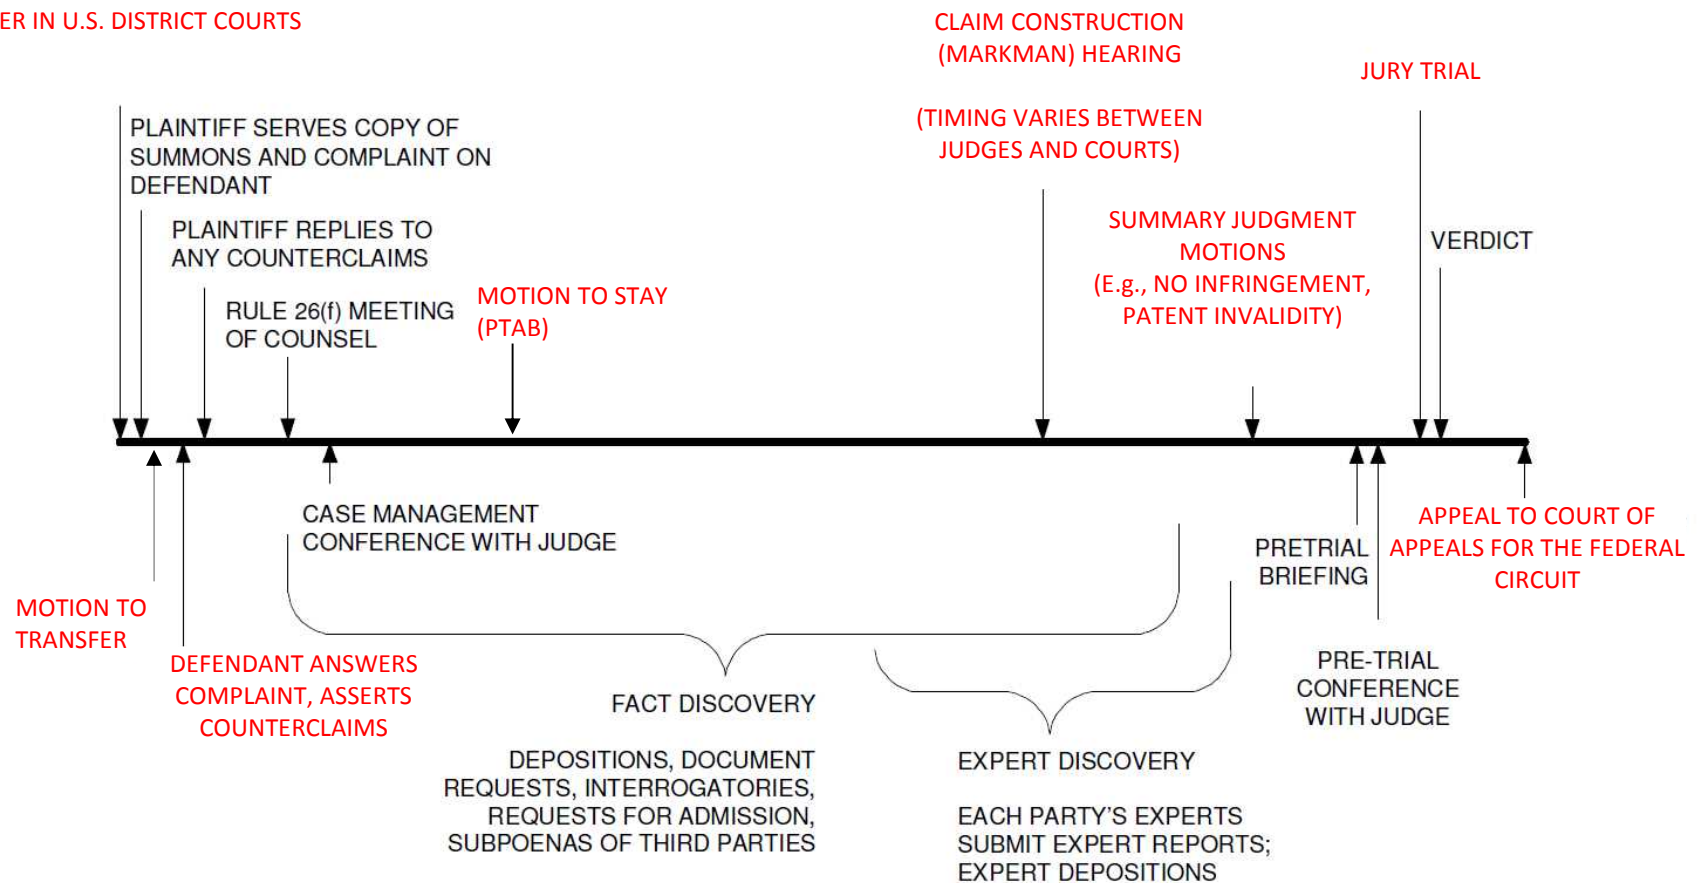 ER IN U.S. DISTRICT COURTS
CLAIM CONSTRUCTION
(MARKMAN) HEARING
(TIMING VARIES BETWEEN
JUDGES AND COURTS)
JURY TRIAL
PLAINTIFF SERVES COPY OF
SUMMONS AND COMPLAINT ON
DEFENDANT
PLAINTIFF REPLIES TO
ANY COUNTERCLAIMS
RULE 26(f) MEETING
OF COUNSEL
MOTION TO STAY
(PTAB)
SUMMARY JUDGMENT
MOTIONS
(E.g., NO INFRINGEMENT,
PATENT INVALIDITY)
VERDICT
CASE MANAGEMENT
CONFERENCE WITH JUDGE
MOTION TO
TRANSFER
DEFENDANT ANSWERS
COMPLAINT, ASSERTS
COUNTERCLAIMS
FACT DISCOVERY
DEPOSITIONS, DOCUMENT
REQUESTS, INTERROGATORIES,
REQUESTS FOR ADMISSION,
SUBPOENAS OF THIRD PARTIES
EXPERT DISCOVERY
EACH PARTY'S EXPERTS
SUBMIT EXPERT REPORTS;
EXPERT DEPOSITIONS
PRETRIAL
BRIEFING
PRE-TRIAL
CONFERENCE
WITH JUDGE
APPEAL TO COURT OF
APPEALS FOR THE FEDERAL
CIRCUIT